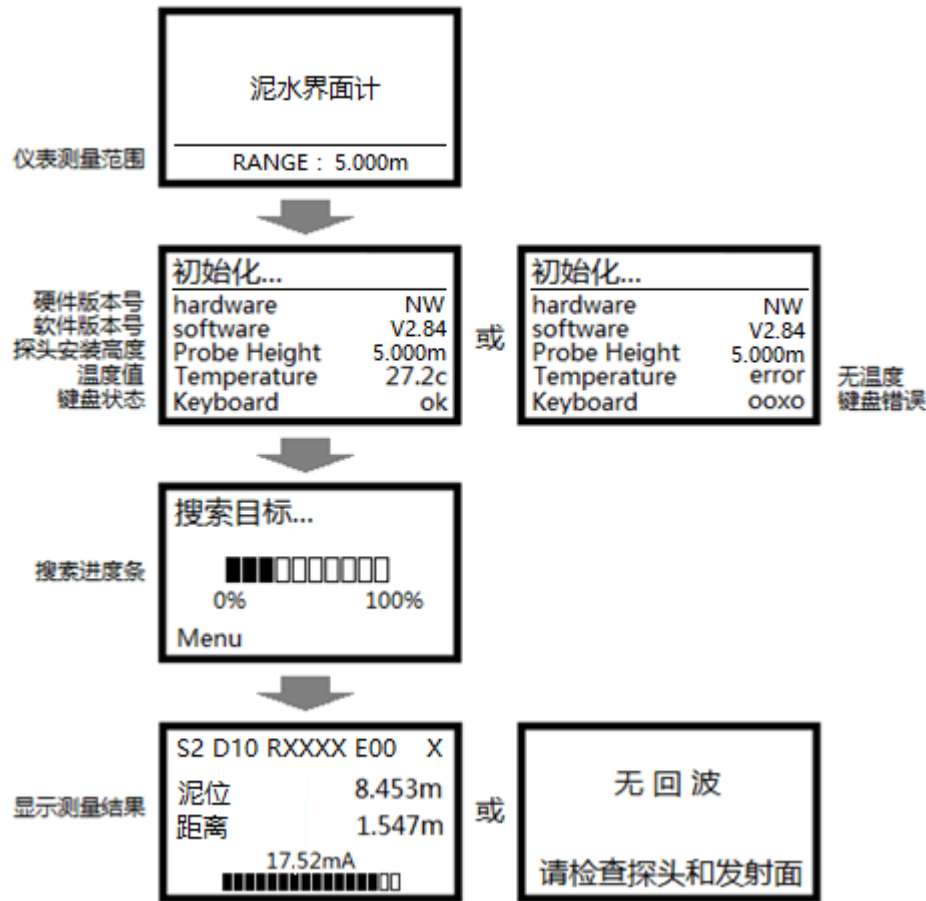 泥水界面计
仪表测量范围
RANGE : 5.000m
初始化...
硬件版本号 hardware NW
软件版本号 software V2.84
探头安装高度 Probe Height 5.000m
温度值 Temperature 27.2c
键盘状态 Keyboard ok
或
初始化...
hardware NW
software V2.84
Probe Height 5.000m
Temperature error 无温度
Keyboard ooxo 键盘错误
搜索目标...
搜索进度条
0% 100%
Menu
显示测量结果
S2 D10 RXXXX E00 X
泥位 8.453m
距离 1.547m
17.52mA
或
无回波
请检查探头和发射面